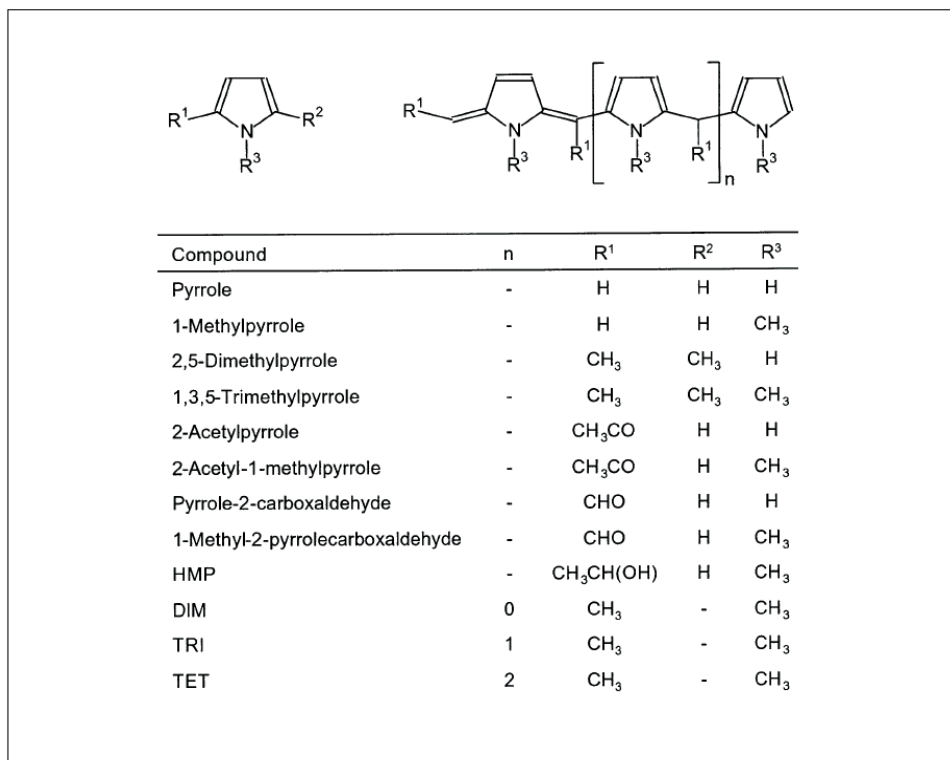 R¹ N R² R³
R¹ N R³ R¹ N R³ R¹ n N R³
Compound n R¹ R² R³
Pyrrole - H H H
1-Methylpyrrole - H H CH₃
2,5-Dimethylpyrrole - CH₃ CH₃ H
1,3,5-Trimethylpyrrole - CH₃ CH₃ CH₃
2-Acetylpyrrole - CH₃CO H H
2-Acetyl-1-methylpyrrole - CH₃CO H CH₃
Pyrrole-2-carboxaldehyde - CHO H H
1-Methyl-2-pyrrolecarboxaldehyde - CHO H CH₃
HMP - CH₃CH(OH) H CH₃
DIM 0 CH₃ - CH₃
TRI 1 CH₃ - CH₃
TET 2 CH₃ - CH₃